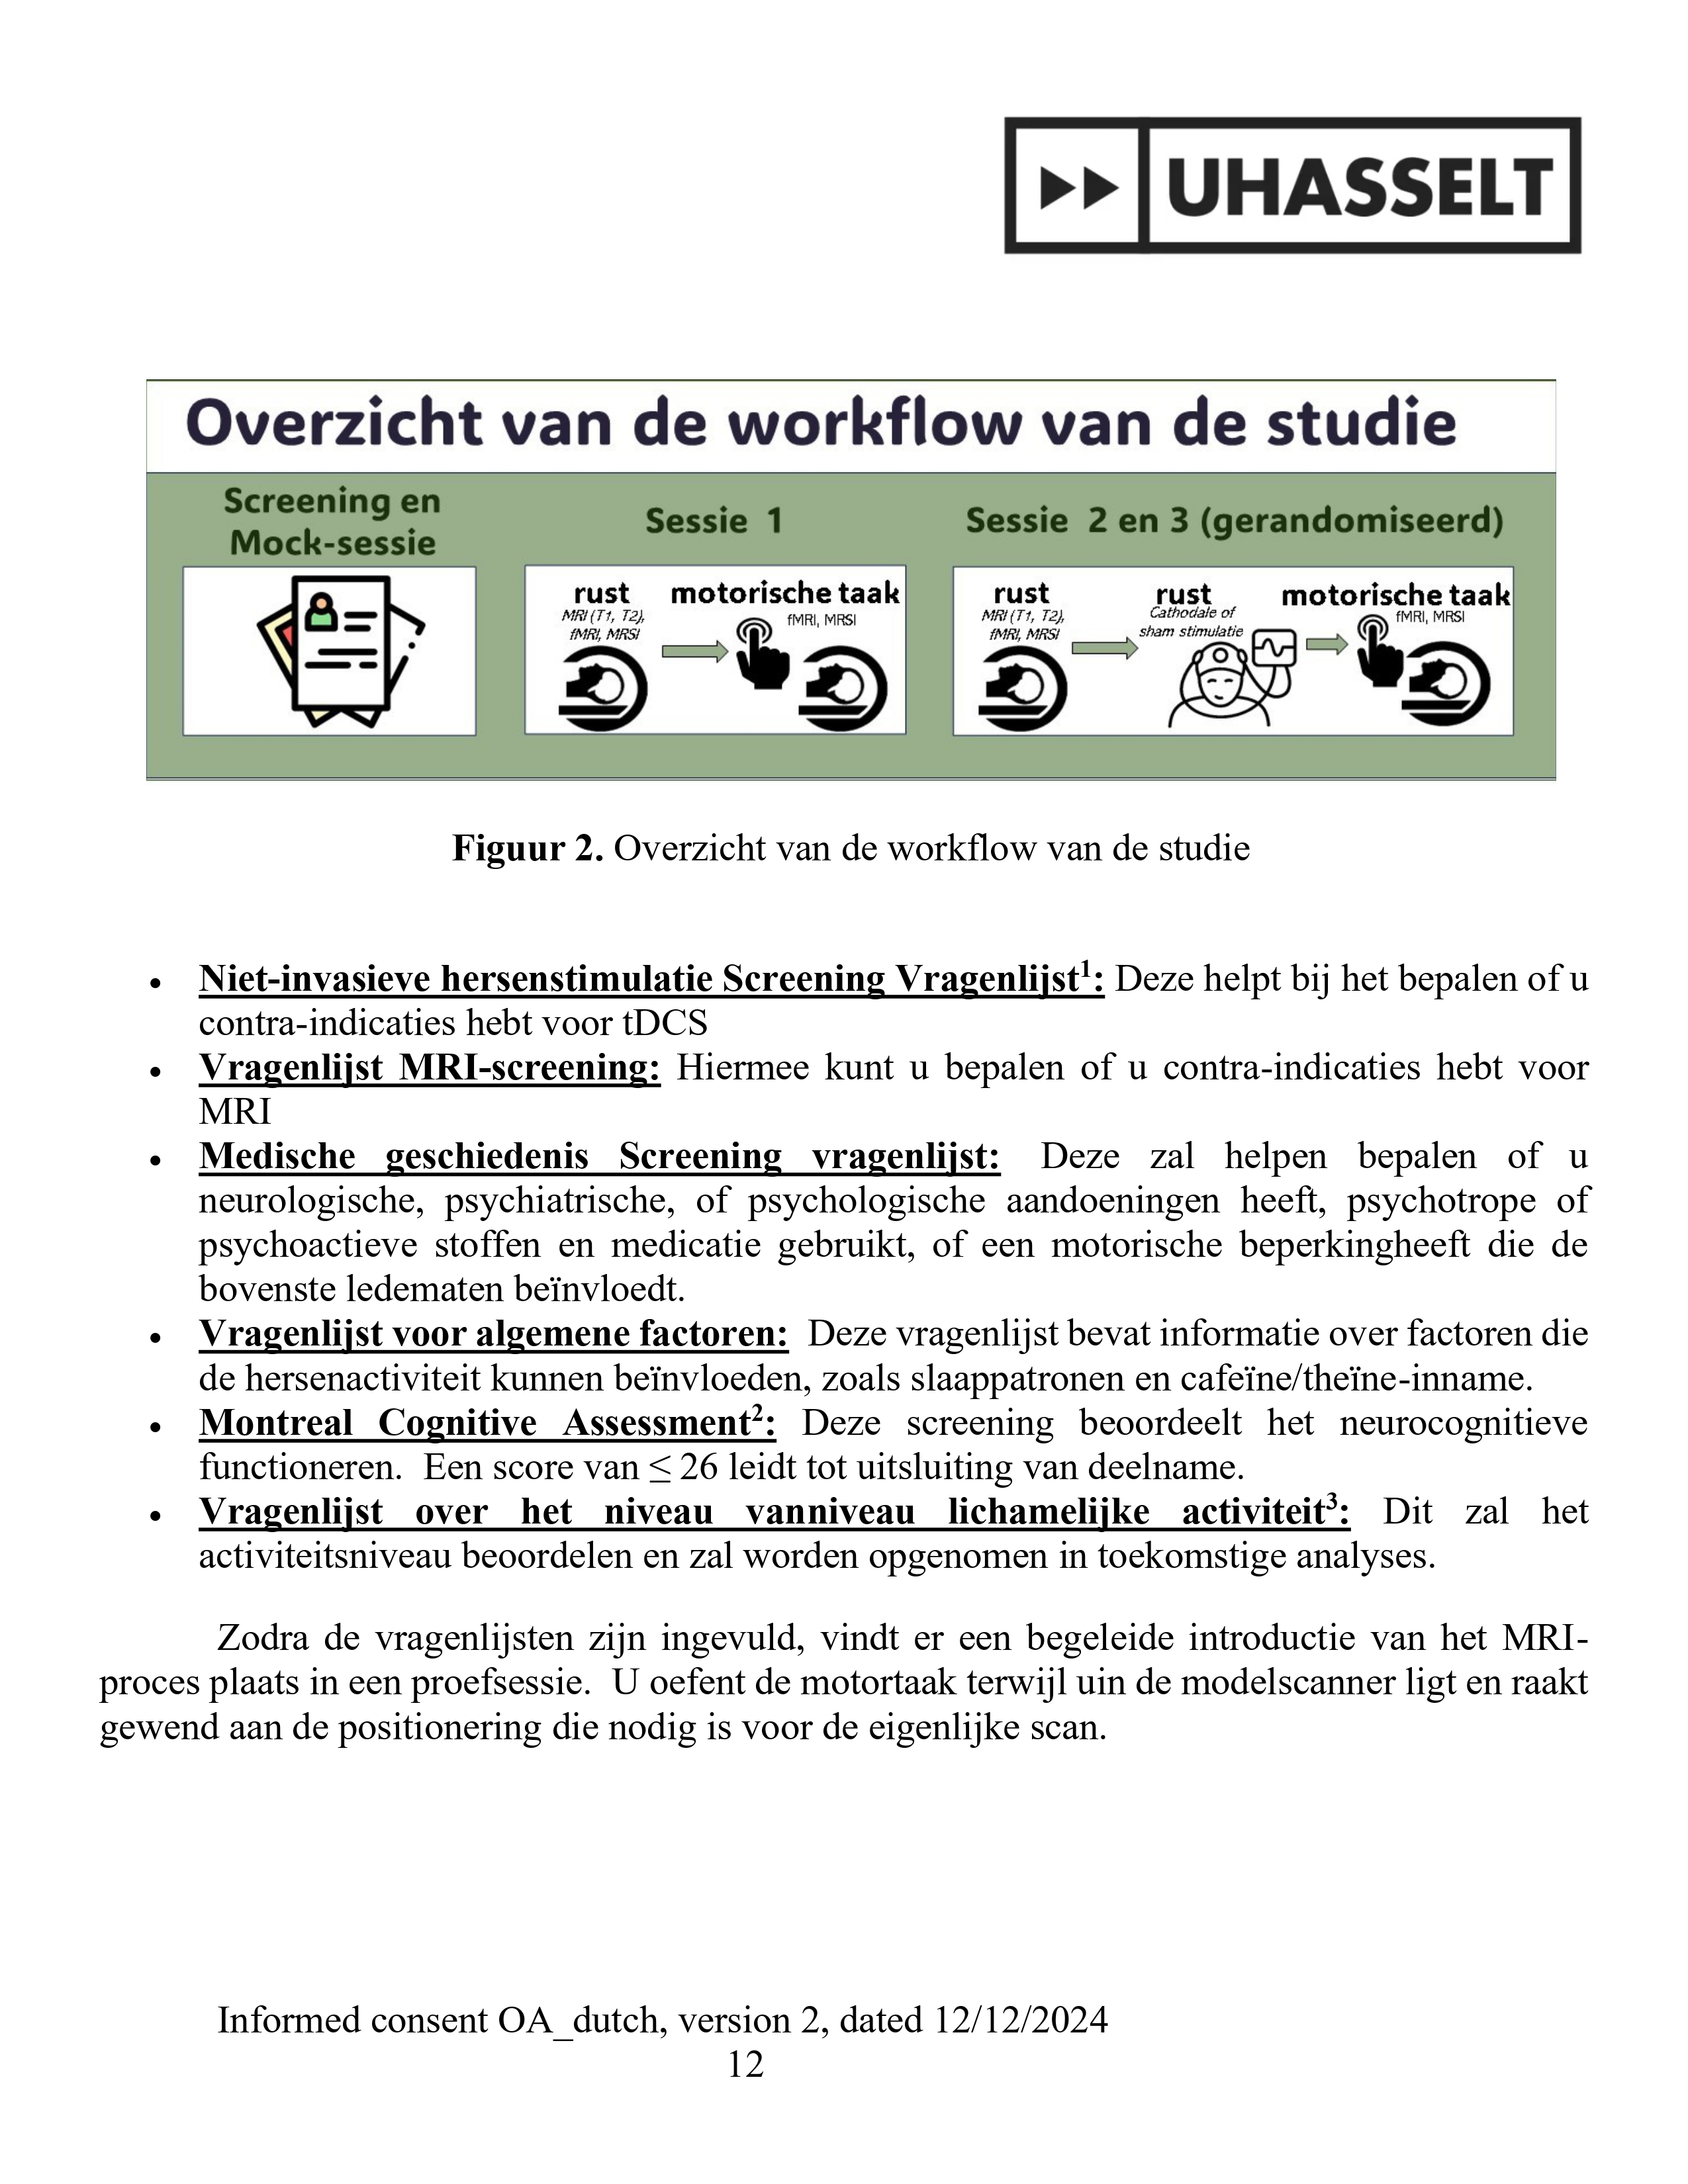 UHASSELT
Overzicht van de workflow van de studie
Screening en
Mock-sessie
Sessie 1
rust
MRI (T1, T2),
fMRI, MRSI
motorische taak
fMRI, MRSI
Sessie 2 en 3 (gerandomiseerd)
rust
MRI (T1, T2),
fMRI, MRSI
rust
Cathodale of
sham stimulatie
motorische taak
fMRI, MRSI
Figuur 2. Overzicht van de workflow van de studie
• Niet-invasieve hersenstimulatie Screening Vragenlijst¹: Deze helpt bij het bepalen of u
contra-indicaties hebt voor tDCS
• Vragenlijst MRI-screening: Hiermee kunt u bepalen of u contra-indicaties hebt voor
MRI
• Medische geschiedenis Screening vragenlijst: Deze zal helpen bepalen of u
neurologische, psychiatrische, of psychologische aandoeningen heeft, psychotrope of
psychoactieve stoffen en medicatie gebruikt, of een motorische beperkingheeft die de
bovenste ledematen beïnvloedt.
• Vragenlijst voor algemene factoren: Deze vragenlijst bevat informatie over factoren die
de hersenactiviteit kunnen beïnvloeden, zoals slaappatronen en cafeïne/theïne-inname.
• Montreal Cognitive Assessment²: Deze screening beoordeelt het neurocognitieve
functioneren. Een score van ≤ 26 leidt tot uitsluiting van deelname.
• Vragenlijst over het niveau vanniveau lichamelijke activiteit³: Dit zal het
activiteitsniveau beoordelen en zal worden opgenomen in toekomstige analyses.
Zodra de vragenlijsten zijn ingevuld, vindt er een begeleide introductie van het MRI-
proces plaats in een proefsessie. U oefent de motortaak terwijl uin de modelscanner ligt en raakt
gewend aan de positionering die nodig is voor de eigenlijke scan.
Informed consent OA_dutch, version 2, dated 12/12/2024
12